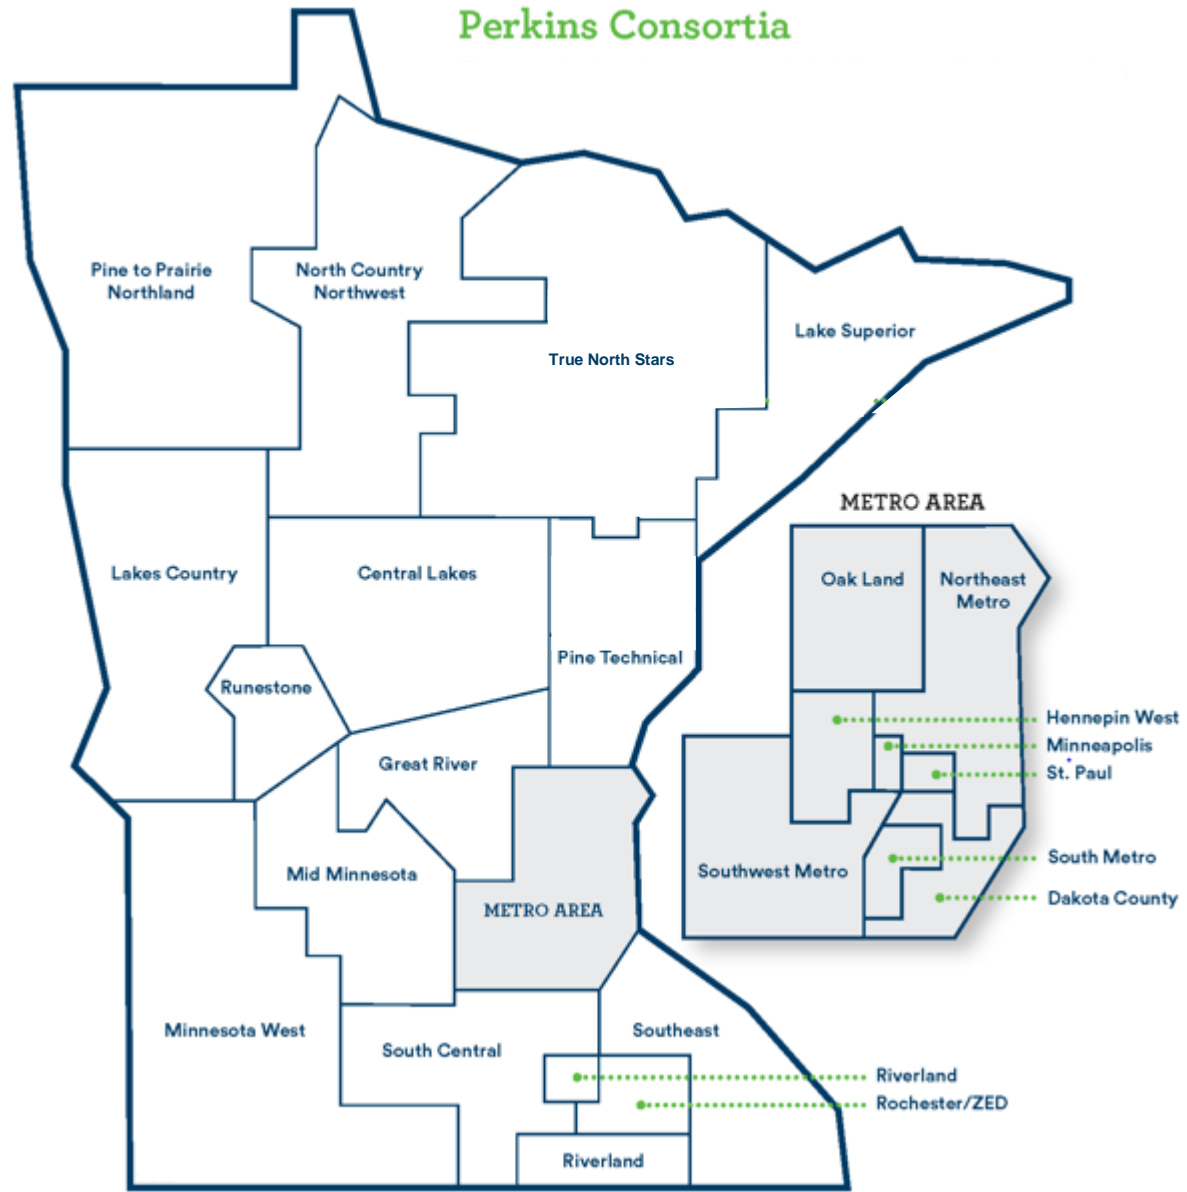 Perkins Consortia
Pine to Prairie
Northland
North Country
Northwest
Lake Superior
True North Stars
METRO AREA
Lakes Country
Central Lakes
Oak Land
Northeast
Metro
Pine Technical
Runestone
Hennepin West
Minneapolis
St. Paul
Great River
Southwest Metro
South Metro
Dakota County
Mid Minnesota
METRO AREA
Minnesota West
Southeast
South Central
Riverland
Rochester/ZED
Riverland